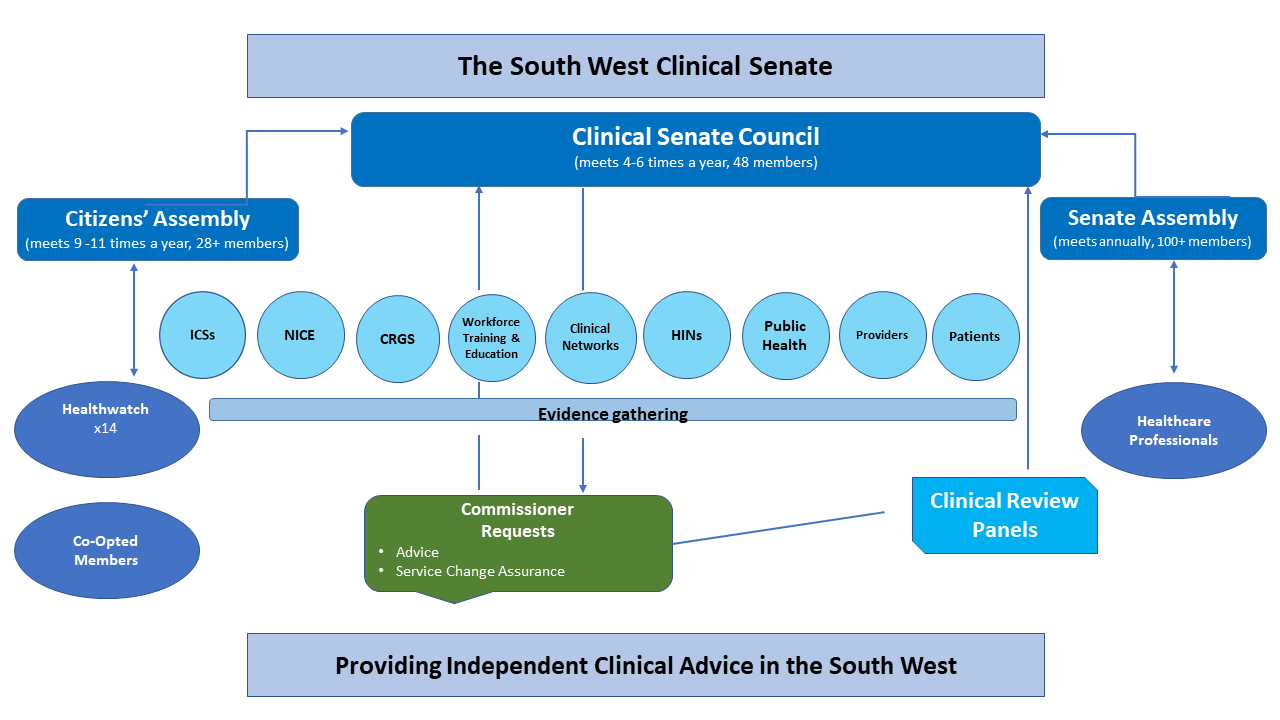 The South West Clinical Senate
Clinical Senate Council
(meets 4-6 times a year, 48 members)
Citizens’ Assembly
(meets 9 -11 times a year, 28+ members)
Senate Assembly
(meets annually, 100+ members)
ICSs
NICE
CRGS
Workforce
Training &
Education
Clinical
Networks
HINs
Public
Health
Providers
Patients
Evidence gathering
Healthwatch
x14
Healthcare
Professionals
Co-Opted
Members
Commissioner
Requests
• Advice
• Service Change Assurance
Clinical Review
Panels
Providing Independent Clinical Advice in the South West